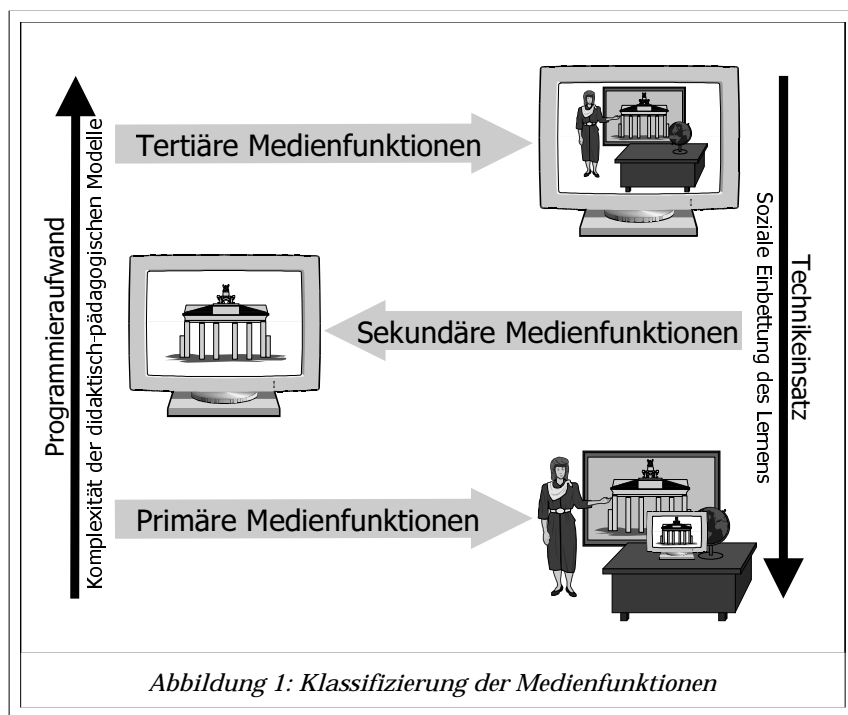 Programmieraufwand
Komplexität der didaktisch-pädagogischen Modelle
Tertiäre Medienfunktionen
Sekundäre Medienfunktionen
Primäre Medienfunktionen
Soziale Einbettung des Lernens
Technikeinsatz
Abbildung 1: Klassifizierung der Medienfunktionen